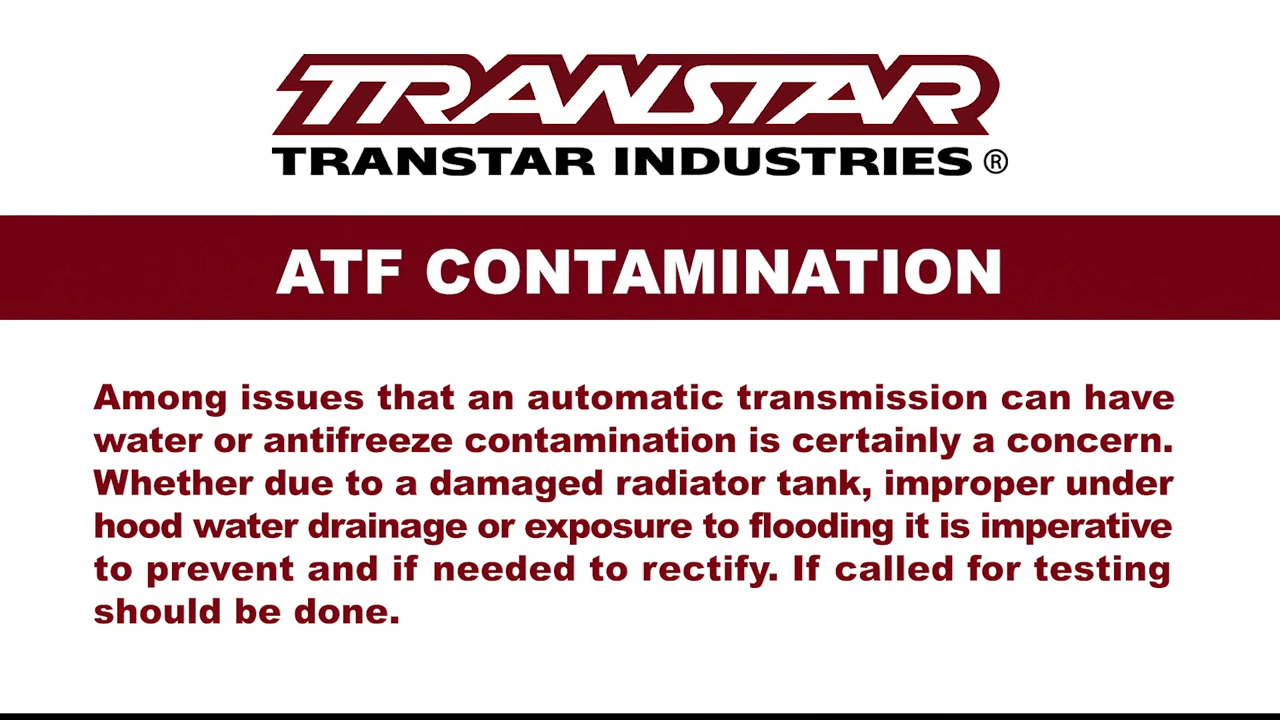 TRANSTAR
TRANSTAR INDUSTRIES ®
ATF CONTAMINATION
Among issues that an automatic transmission can have
water or antifreeze contamination is certainly a concern.
Whether due to a damaged radiator tank, improper under
hood water drainage or exposure to flooding it is imperative
to prevent and if needed to rectify. If called for testing
should be done.